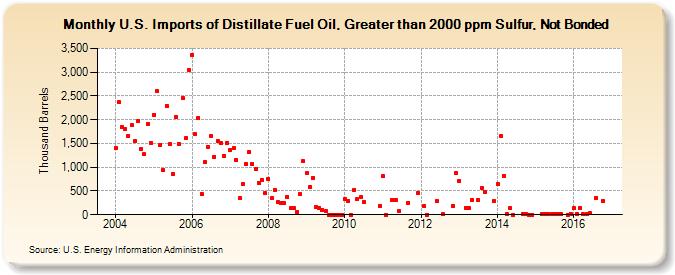 Monthly U.S. Imports of Distillate Fuel Oil, Greater than 2000 ppm Sulfur, Not Bonded
Thousand Barrels
3,500
3,000
2,500
2,000
1,500
1,000
500
0
2004 2006 2008 2010 2012 2014 2016
Source: U.S. Energy Information Administration